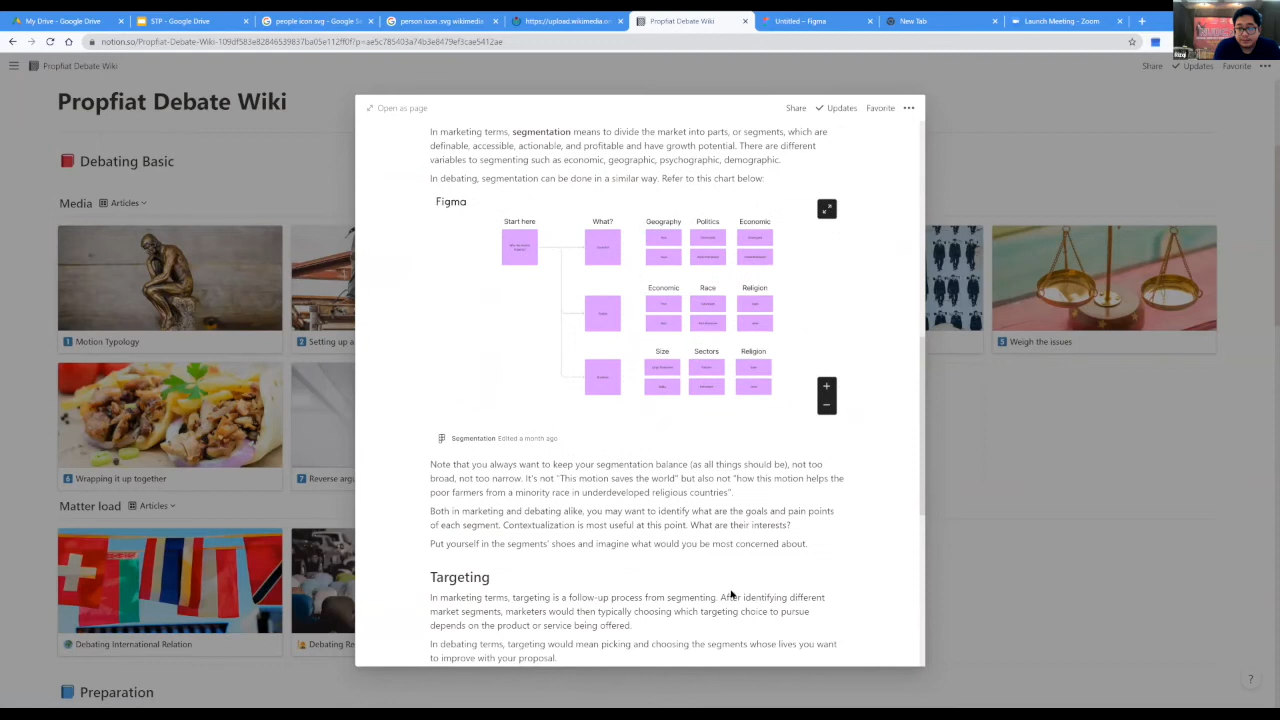 My Drive - Google Drive
STP - Google Drive
people icon svg - Google S
person icon .svg wikimedia
https://upload.wikimedia.o
Propfiat Debate Wiki
Untitled – Figma
New Tab
Launch Meeting - Zoom
notion.so/Propfiat-Debate-Wiki-109df583e82846539837ba05e112ff0f?p=ae5c785403a74b3e8479ef3cae5412ae
Propfiat Debate Wiki
Share Updates Favorite
Propfiat Debate Wiki
Debating Basic
Media Articles
1 Motion Typology
2 Setting up a
5 Weigh the issues
6 Wrapping it up together
7 Reverse argu
Matter load Articles
Debating International Relation
Debating Re
Preparation
Open as page
Share Updates Favorite
In marketing terms, segmentation means to divide the market into parts, or segments, which are
definable, accessible, actionable, and profitable and have growth potential. There are different
variables to segmenting such as economic, geographic, psychographic, demographic.
In debating, segmentation can be done in a similar way. Refer to this chart below:
Figma
Start here What? Geography Politics Economic
Economic Race Religion
Size Sectors Religion
Segmentation Edited a month ago
Note that you always want to keep your segmentation balance (as all things should be), not too
broad, not too narrow. It's not "This motion saves the world" but also not "how this motion helps the
poor farmers from a minority race in underdeveloped religious countries".
Both in marketing and debating alike, you may want to identify what are the goals and pain points
of each segment. Contextualization is most useful at this point. What are their interests?
Put yourself in the segments' shoes and imagine what would you be most concerned about.
Targeting
In marketing terms, targeting is a follow-up process from segmenting. After identifying different
market segments, marketers would then typically choosing which targeting choice to pursue
depends on the product or service being offered.
In debating terms, targeting would mean picking and choosing the segments whose lives you want
to improve with your proposal.